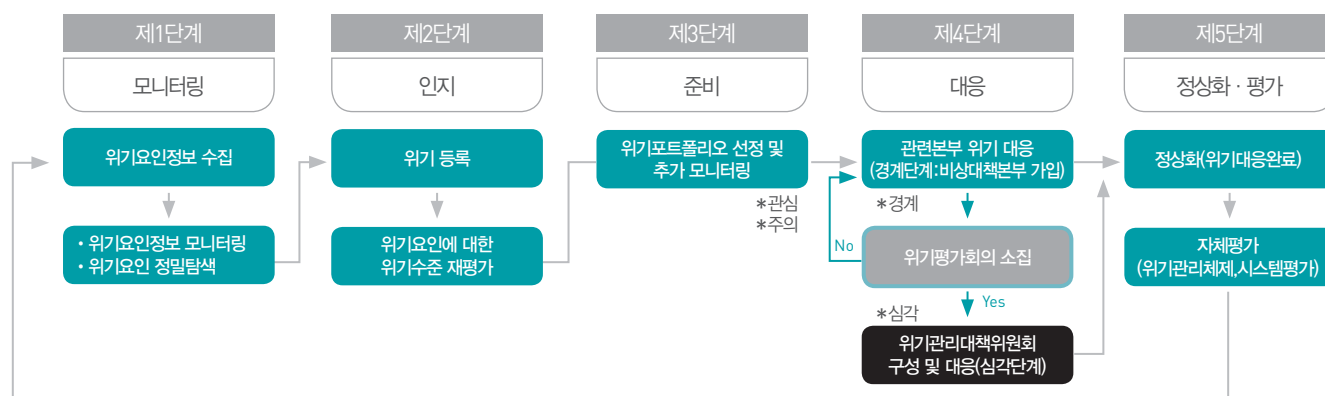 제1단계
모니터링
위기요인정보 수집
• 위기요인정보 모니터링
• 위기요인 정밀탐색
제2단계
인지
위기 등록
위기요인에 대한
위기수준 재평가
제3단계
준비
위기포트폴리오 선정 및
추가 모니터링
*관심
*주의
제4단계
대응
관련본부 위기 대응
(경계단계:비상대책본부 가입)
*경계
No
위기평가회의 소집
Yes
*심각
위기관리대책위원회
구성 및 대응(심각단계)
제5단계
정상화 · 평가
정상화(위기대응완료)
자체평가
(위기관리체제,시스템평가)